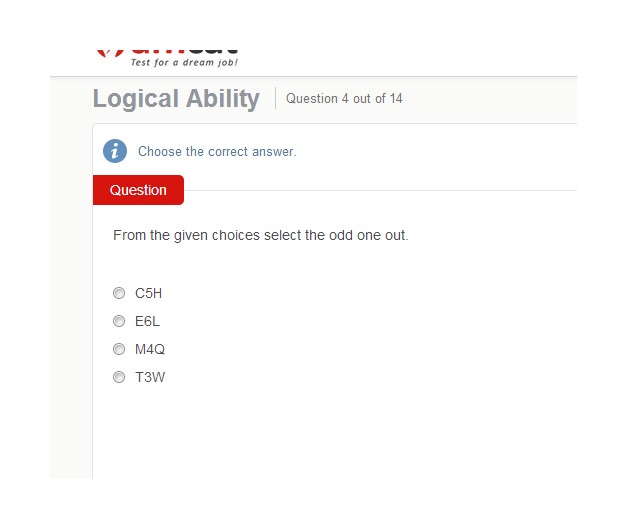 Test for a dream job!
Logical Ability
Question 4 out of 14
i
Choose the correct answer.
Question
From the given choices select the odd one out.
C5H
E6L
M4Q
T3W